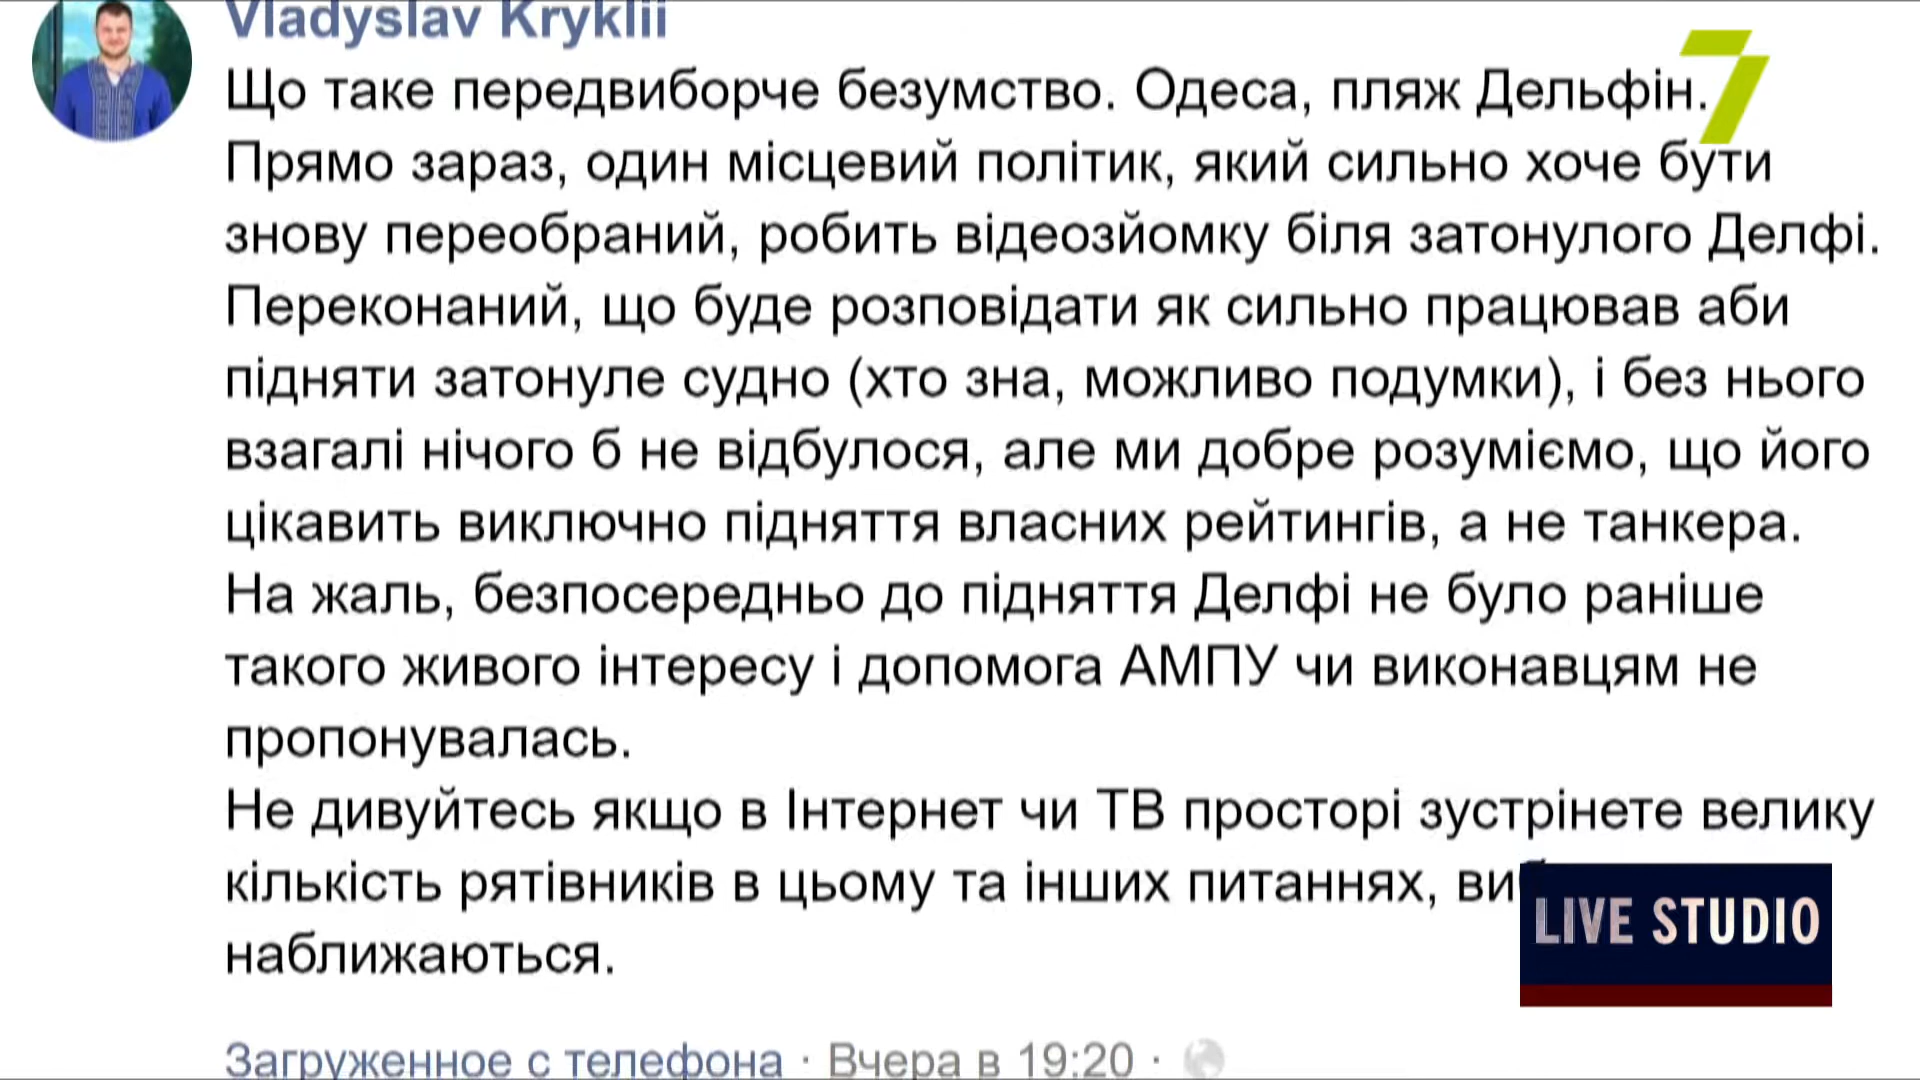 Vladyslav Kryklii
Що таке передвиборче безумство. Одеса, пляж Дельфін.
7
Прямо зараз, один місцевий політик, який сильно хоче бути
знову переобраний, робить відеозйомку біля затонулого Делфі.
Переконаний, що буде розповідати як сильно працював аби
підняти затонуле судно (хто зна, можливо подумки), і без нього
взагалі нічого б не відбулося, але ми добре розуміємо, що його
цікавить виключно підняття власних рейтингів, а не танкера.
На жаль, безпосередньо до підняття Делфі не було раніше
такого живого інтересу і допомога АМПУ чи виконавцям не
пропонувалась.
Не дивуйтесь якщо в Інтернет чи ТВ просторі зустрінете велику
кількість рятівників в цьому та інших питаннях,
LIVE STUDIO
наближаються.
Загруженное с телефона · Вчера в 19:20 ·